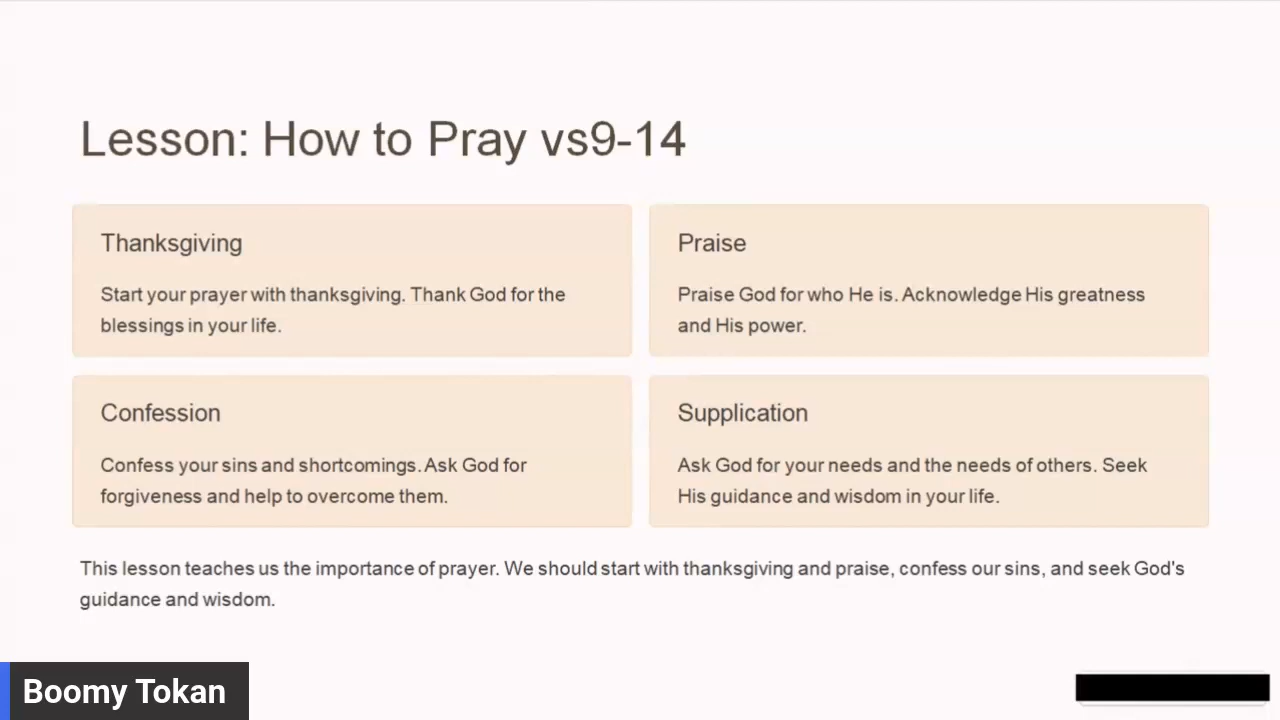 Lesson: How to Pray vs9-14
Thanksgiving
Start your prayer with thanksgiving. Thank God for the
blessings in your life.
Praise
Praise God for who He is. Acknowledge His greatness
and His power.
Confession
Confess your sins and shortcomings. Ask God for
forgiveness and help to overcome them.
Supplication
Ask God for your needs and the needs of others. Seek
His guidance and wisdom in your life.
This lesson teaches us the importance of prayer. We should start with thanksgiving and praise, confess our sins, and seek God's
guidance and wisdom.
Boomy Tokan